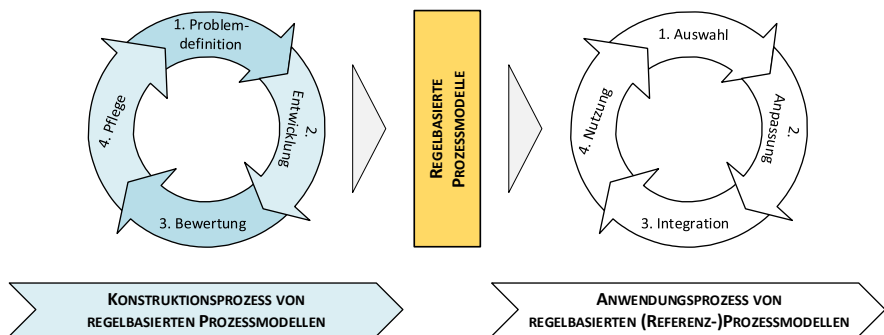 1. Problem-
definition
2.
Entwicklung
3. Bewertung
4. Pflege
REGELBASIERTE
PROZESSMODELLE
1. Auswahl
2.
Anpassung
3. Integration
4. Nutzung
KONSTRUKTIONSPROZESS VON
REGELBASIERTEN PROZESSMODELLEN
ANWENDUNGSPROZESS VON
REGELBASIERTEN (REFERENZ-)PROZESSMODELLEN